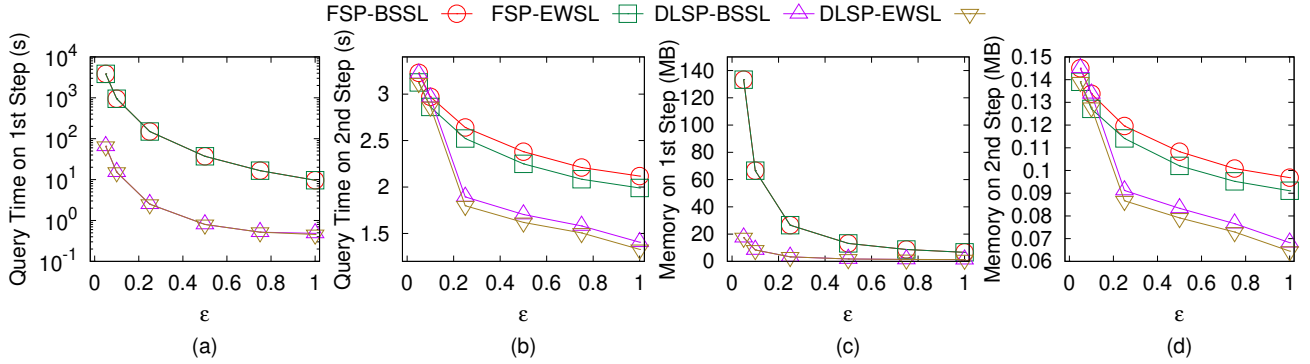 FSP-BSSL FSP-EWSL DLSP-BSSL DLSP-EWSL
Query Time on 1st Step (s)
10^4
10^3
10^2
10^1
10^0
10^-1
0 0.2 0.4 0.6 0.8 1
ε
(a)
Query Time on 2nd Step (s)
3
2.5
2
1.5
0 0.2 0.4 0.6 0.8 1
ε
(b)
Memory on 1st Step (MB)
140
120
100
80
60
40
20
0
0 0.2 0.4 0.6 0.8 1
ε
(c)
Memory on 2nd Step (MB)
0.15
0.14
0.13
0.12
0.11
0.1
0.09
0.08
0.07
0.06
0 0.2 0.4 0.6 0.8 1
ε
(d)